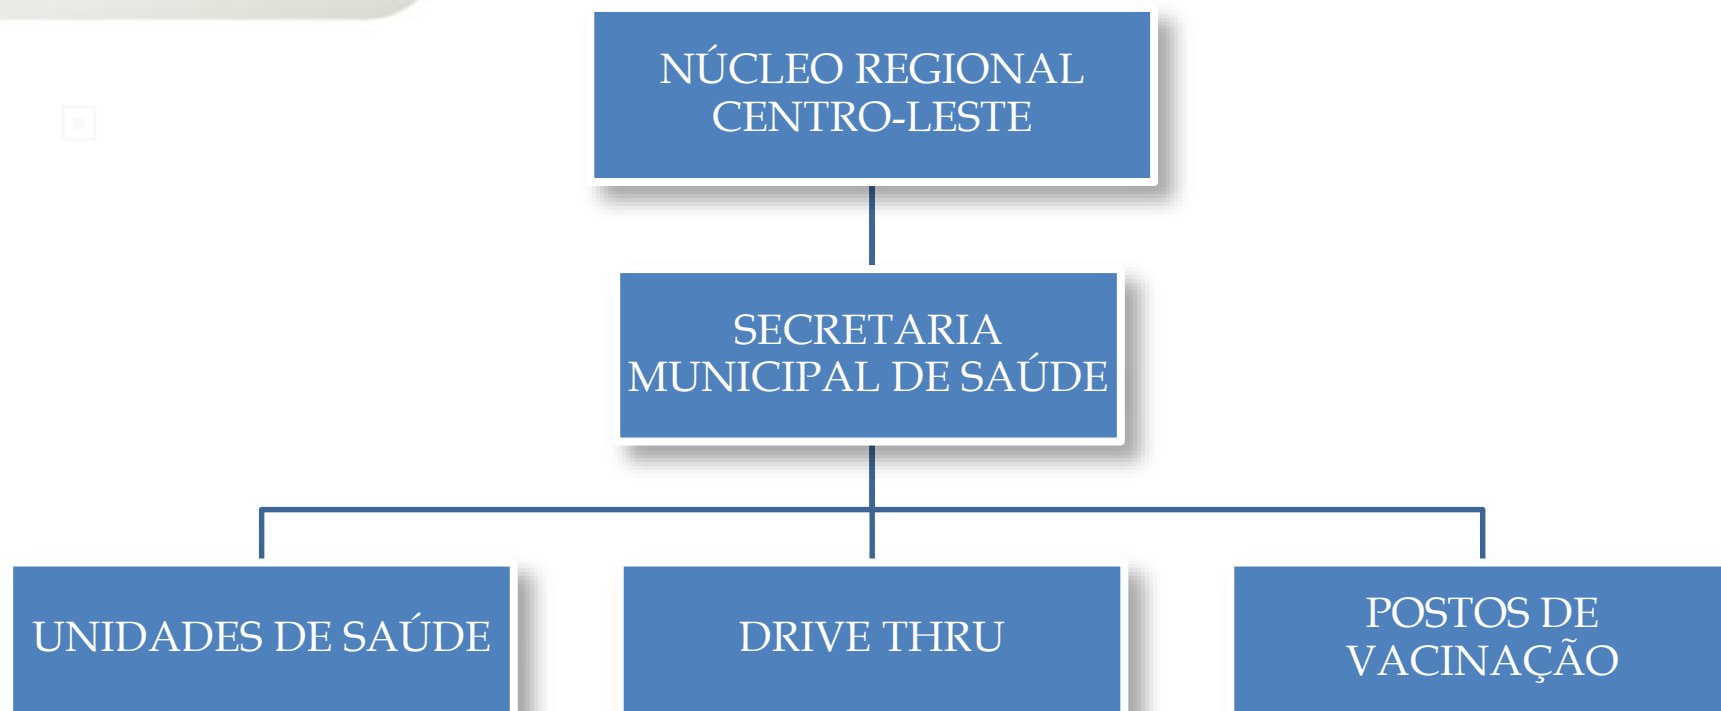 NÚCLEO REGIONAL
CENTRO-LESTE
SECRETARIA
MUNICIPAL DE SAÚDE
UNIDADES DE SAÚDE
DRIVE THRU
POSTOS DE
VACINAÇÃO